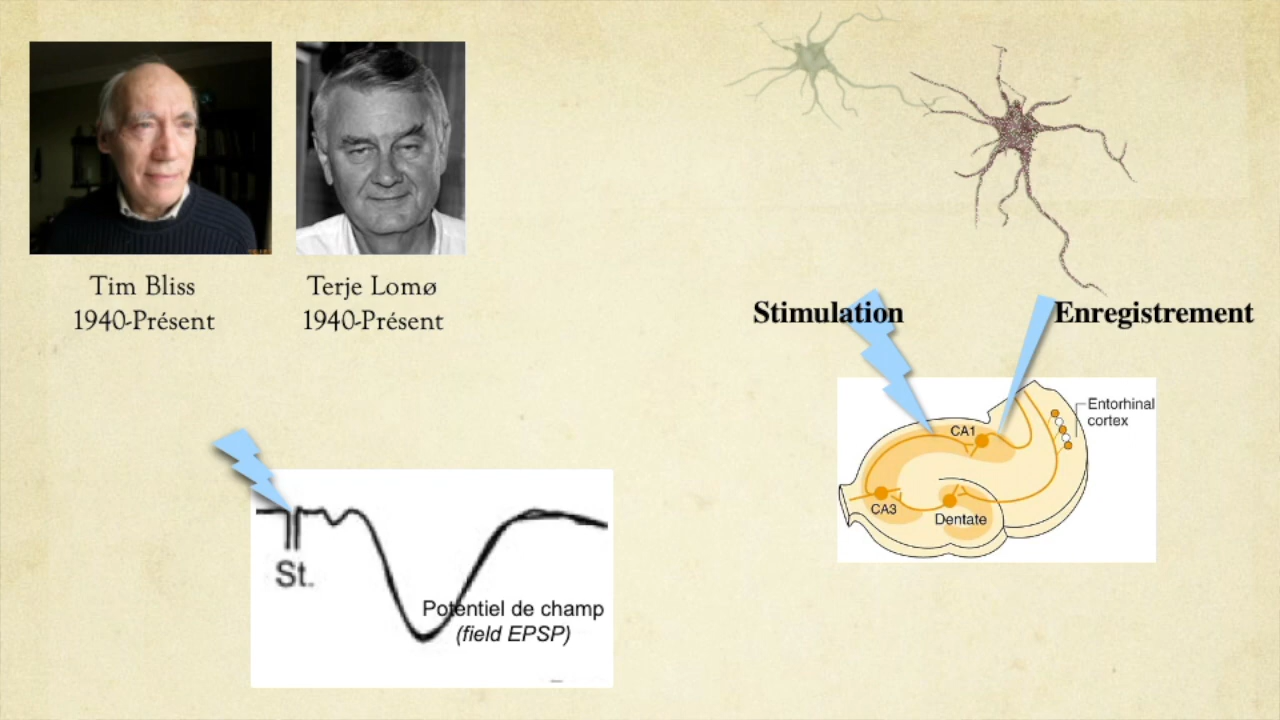 Tim Bliss
1940-Présent
Terje Lomø
1940-Présent
Stimulation
Enregistrement
Entorhinal
cortex
CA1
CA3
Dentate
St.
Potentiel de champ
(field EPSP)